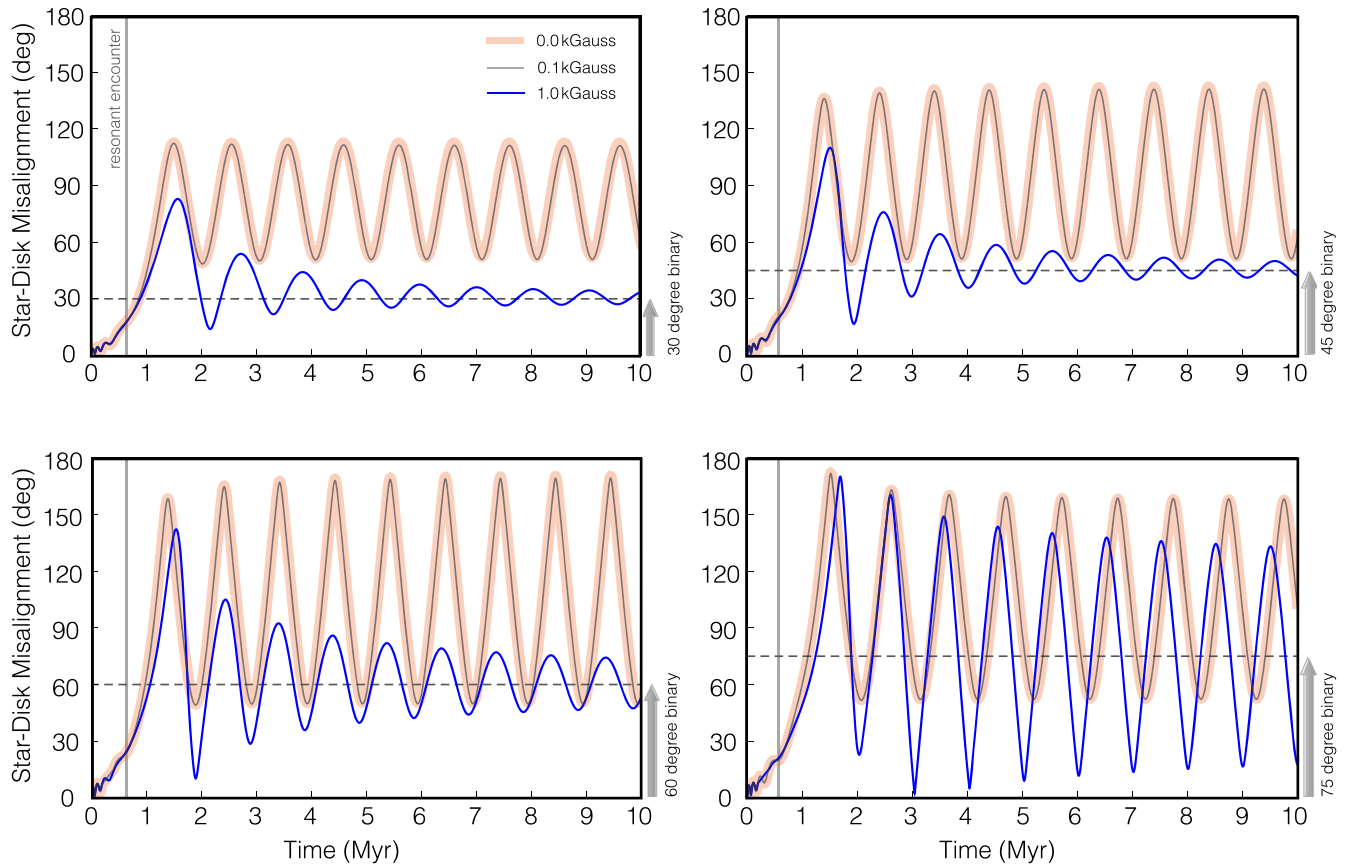 Star-Disk Misalignment (deg)
180
150
120
90
60
30
0
resonant encounter
0.0 kGauss
0.1 kGauss
1.0 kGauss
0 1 2 3 4 5 6 7 8 9 10
30 degree binary
180
150
120
90
60
30
0
0 1 2 3 4 5 6 7 8 9 10
45 degree binary
Star-Disk Misalignment (deg)
180
150
120
90
60
30
0
0 1 2 3 4 5 6 7 8 9 10
Time (Myr)
60 degree binary
180
150
120
90
60
30
0
0 1 2 3 4 5 6 7 8 9 10
Time (Myr)
75 degree binary